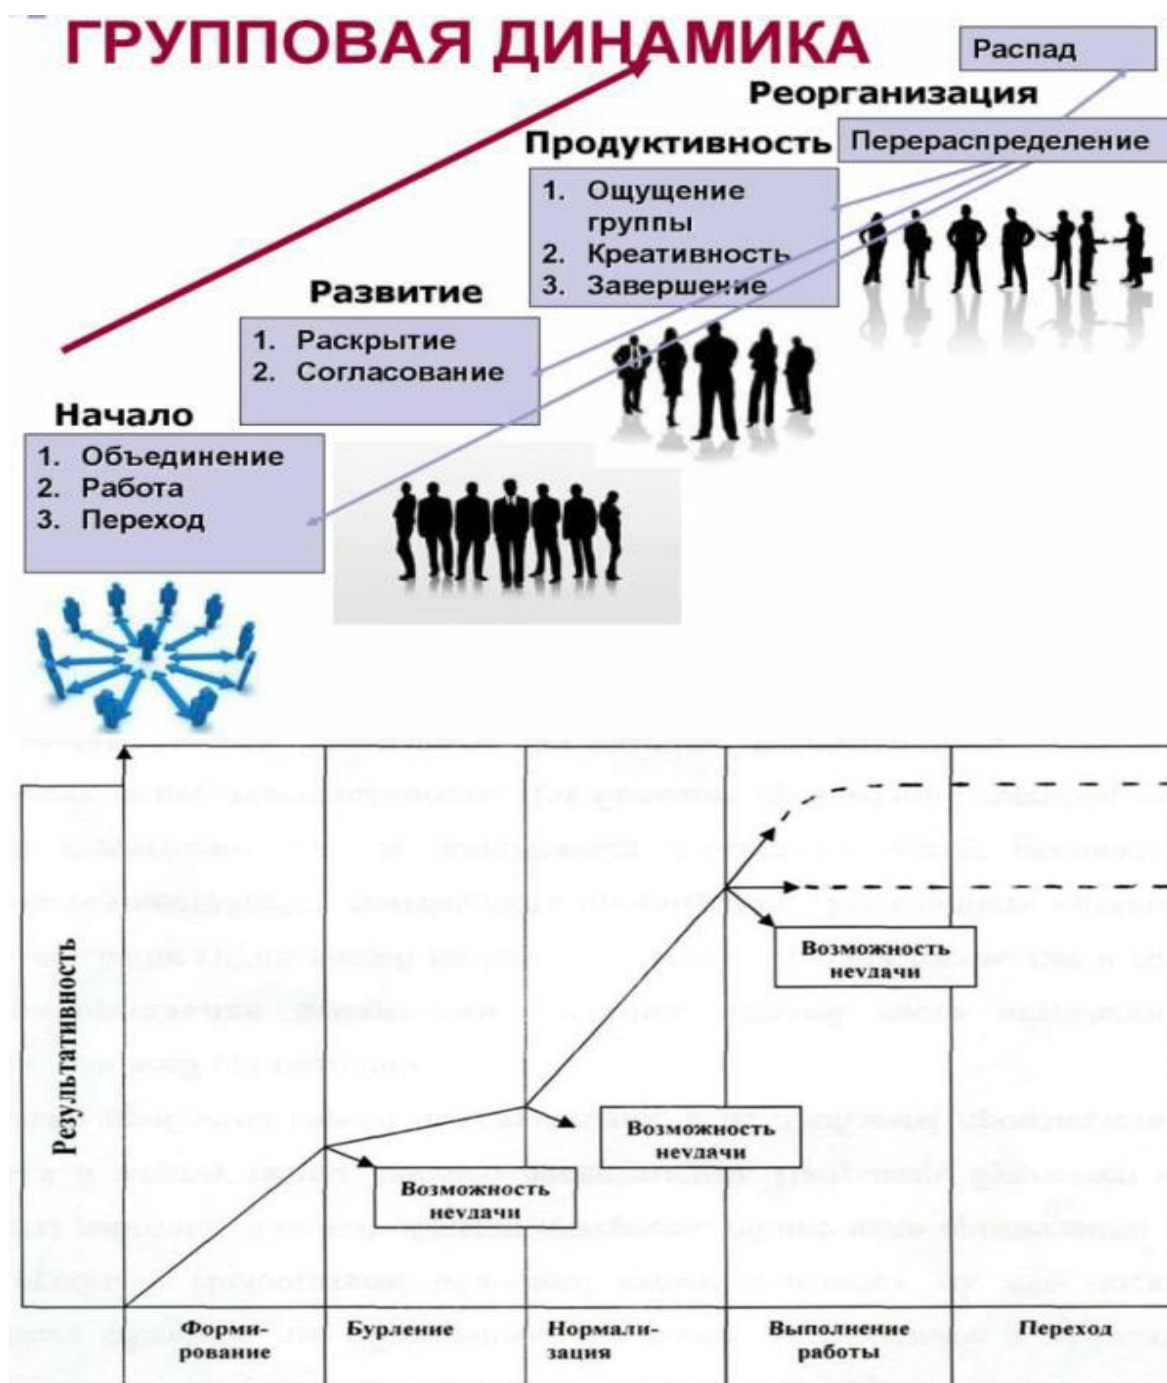 ГРУППОВАЯ ДИНАМИКА
Распад
Реорганизация
Перераспределение
Продуктивность
1. Ощущение
группы
2. Креативность
3. Завершение
Развитие
1. Раскрытие
2. Согласование
Начало
1. Объединение
2. Работа
3. Переход
Результативность
Возможность
неудачи
Возможность
неудачи
Возможность
неудачи
Форми-
рование
Бурление
Нормали-
зация
Выполнение
работы
Переход